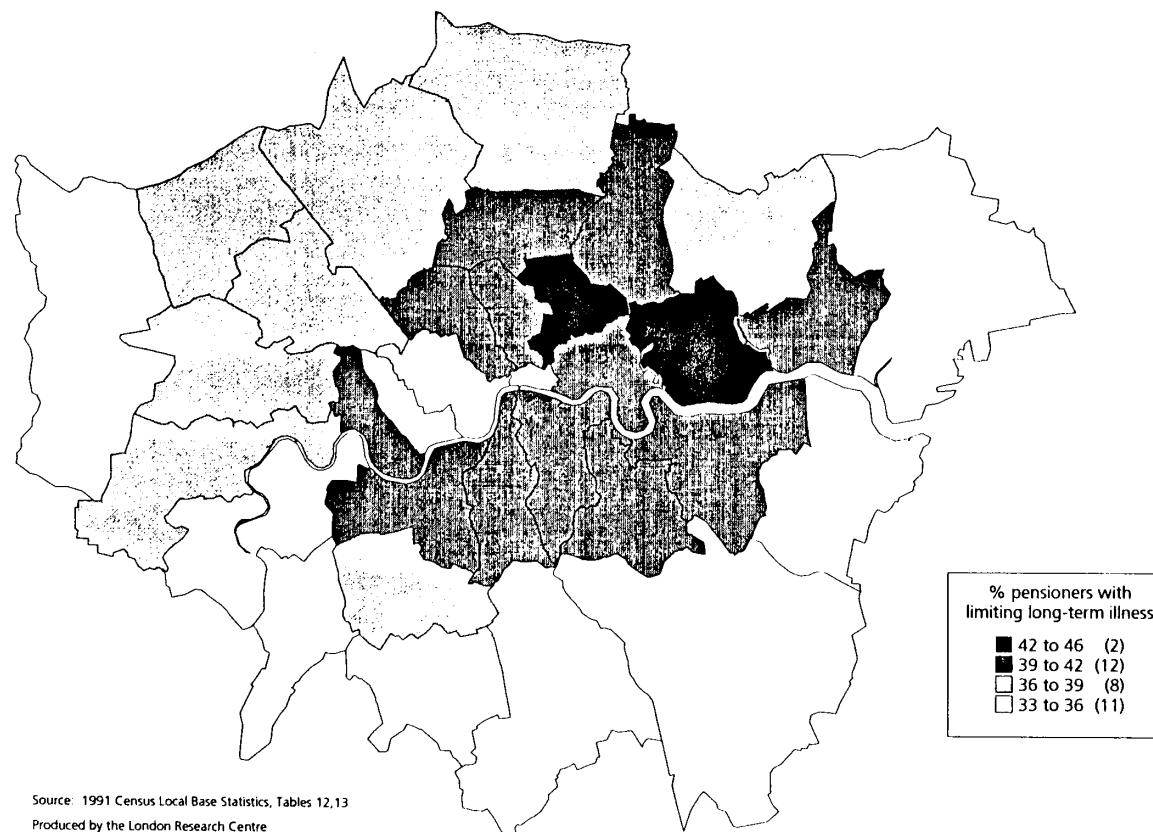 % pensioners with
limiting long-term illness
42 to 46 (2)
39 to 42 (12)
36 to 39 (8)
33 to 36 (11)
Source: 1991 Census Local Base Statistics, Tables 12,13
Produced by the London Research Centre